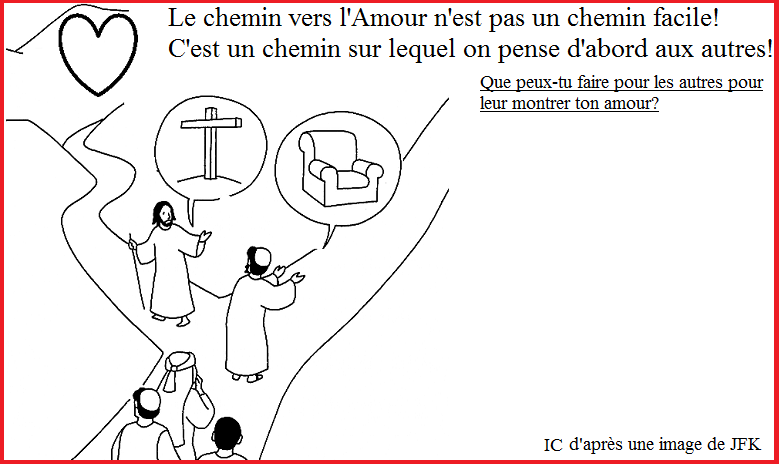 Le chemin vers l'Amour n'est pas un chemin facile!
C'est un chemin sur lequel on pense d'abord aux autres!
Que peux-tu faire pour les autres pour
leur montrer ton amour?
IC d'après une image de JFK